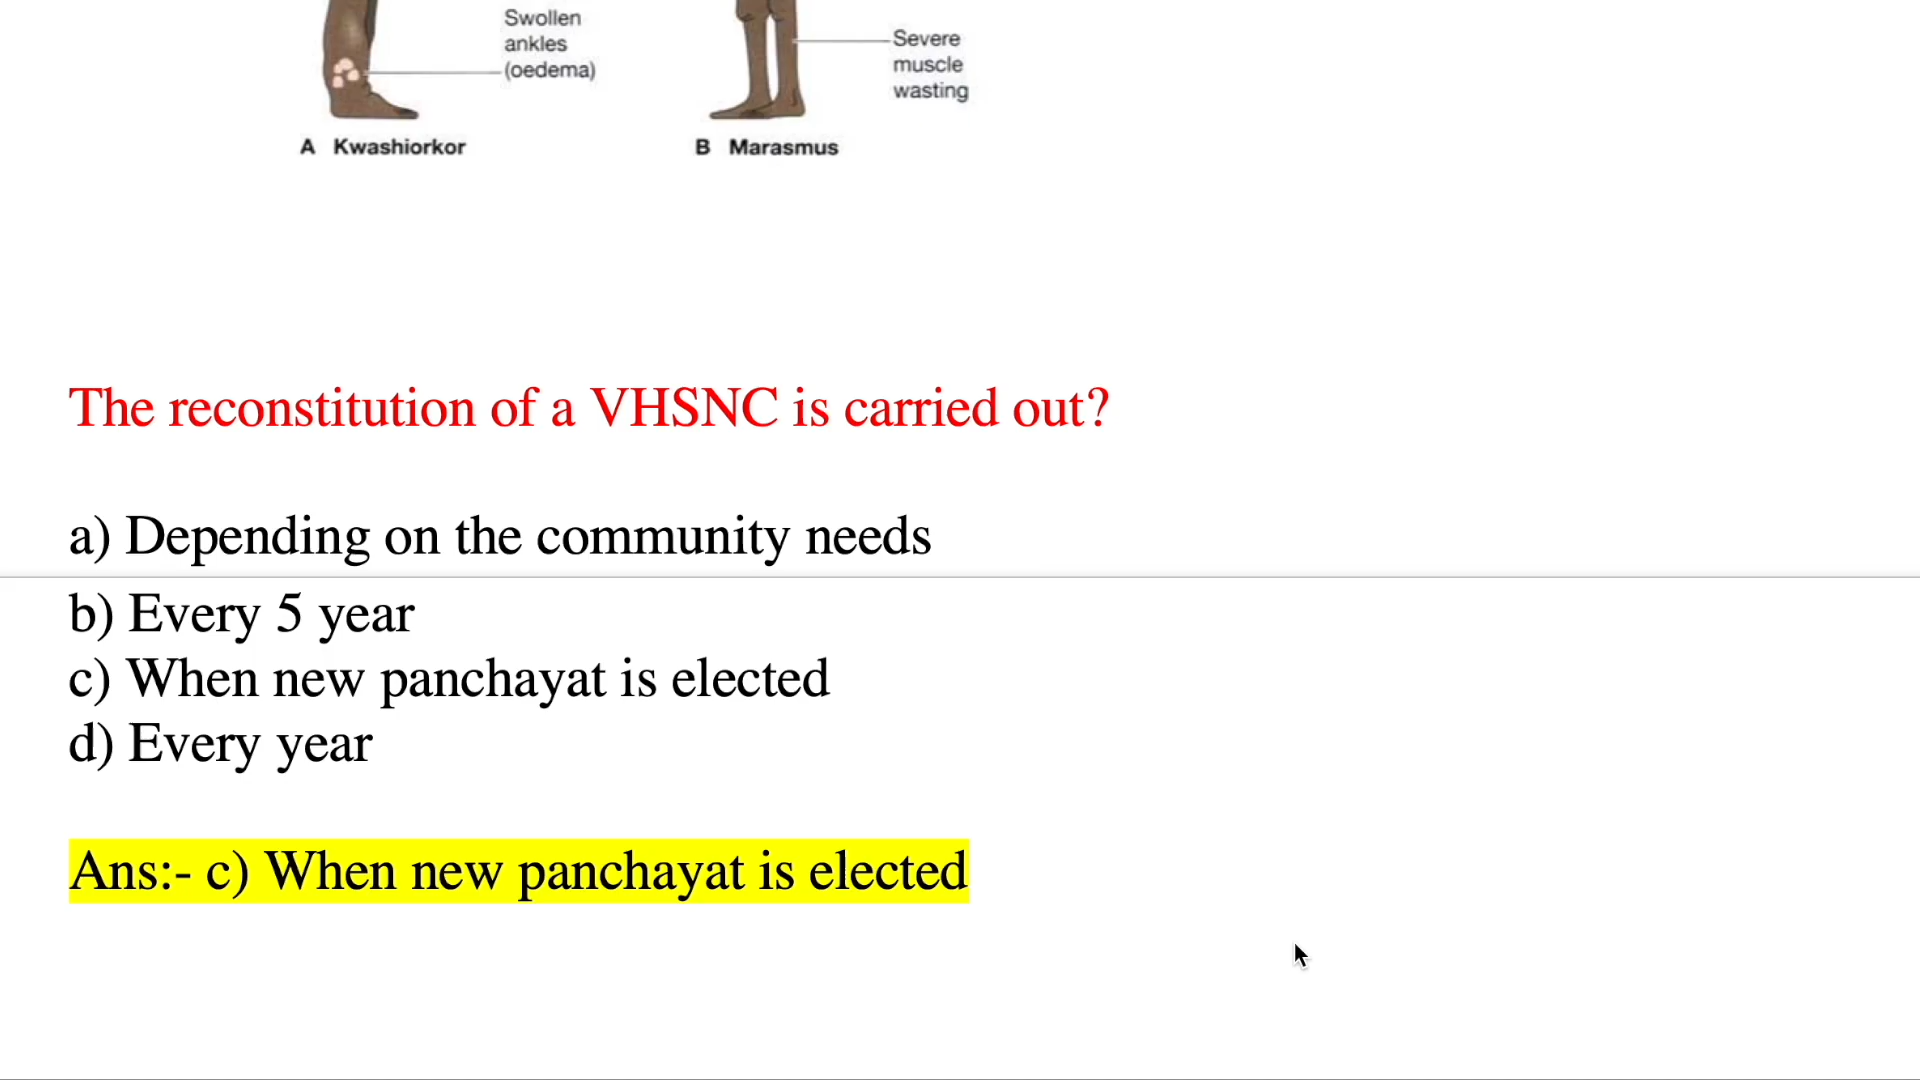 Swollen
ankles
(oedema)
Severe
muscle
wasting
A Kwashiorkor
B Marasmus
The reconstitution of a VHSNC is carried out?
a) Depending on the community needs
b) Every 5 year
c) When new panchayat is elected
d) Every year
Ans:- c) When new panchayat is elected